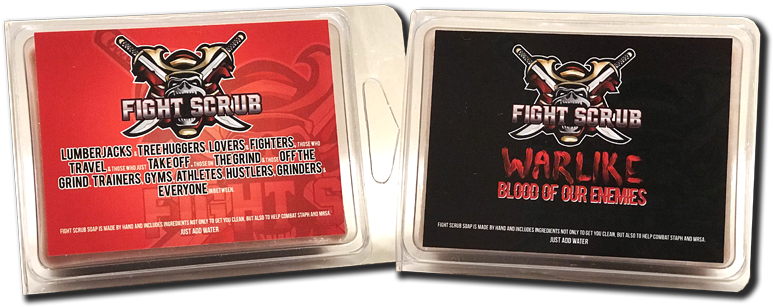 FIGHT SCRUB
LUMBERJACKS, TREE HUGGERS, LOVERS, FIGHTERS, THOSE WHO
TRAVEL & THOSE WHO JUST TAKE OFF, THOSE ON THE GRIND & THOSE OFF THE
GRIND, TRAINERS, GYMS, ATHLETES, HUSTLERS, GRINDERS &
EVERYONE IN BETWEEN.
FIGHT SCRUB SOAP IS MADE BY HAND AND INCLUDES INGREDIENTS NOT ONLY TO GET YOU CLEAN, BUT ALSO TO HELP COMBAT STAPH AND MRSA.
JUST ADD WATER
FIGHT SCRUB
WARLIKE
BLOOD OF OUR ENEMIES
FIGHT SCRUB SOAP IS MADE BY HAND AND INCLUDES INGREDIENTS NOT ONLY TO GET YOU CLEAN, BUT ALSO TO HELP COMBAT STAPH AND MRSA.
JUST ADD WATER